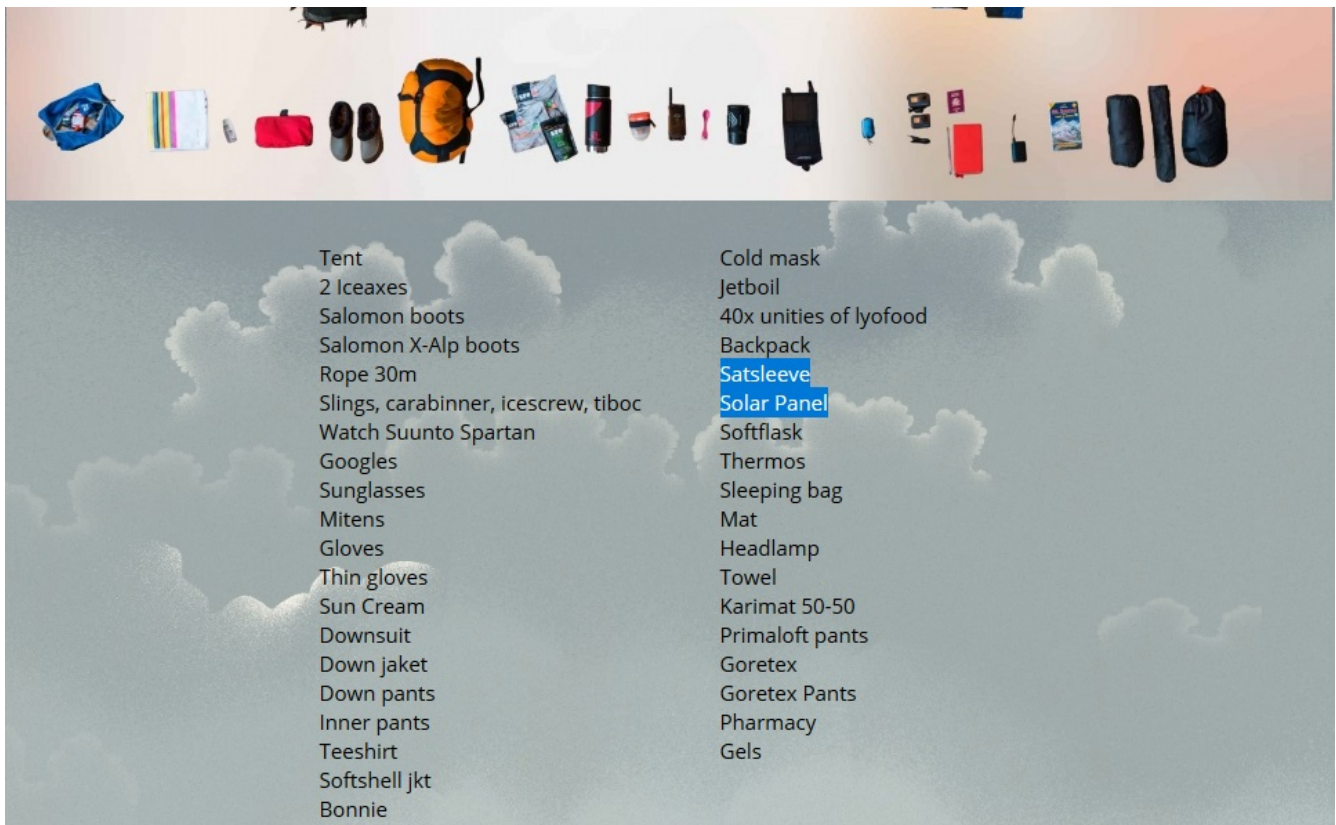 Tent
2 Iceaxes
Salomon boots
Salomon X-Alp boots
Rope 30m
Slings, carabinner, icescrew, tiboc
Watch Suunto Spartan
Googles
Sunglasses
Mitens
Gloves
Thin gloves
Sun Cream
Downsuit
Down jaket
Down pants
Inner pants
Teeshirt
Softshell jkt
Bonnie
Cold mask
Jetboil
40x unities of lyofood
Backpack
Satsleeve
Solar Panel
Softflask
Thermos
Sleeping bag
Mat
Headlamp
Towel
Karimat 50-50
Primaloft pants
Goretex
Goretex Pants
Pharmacy
Gels